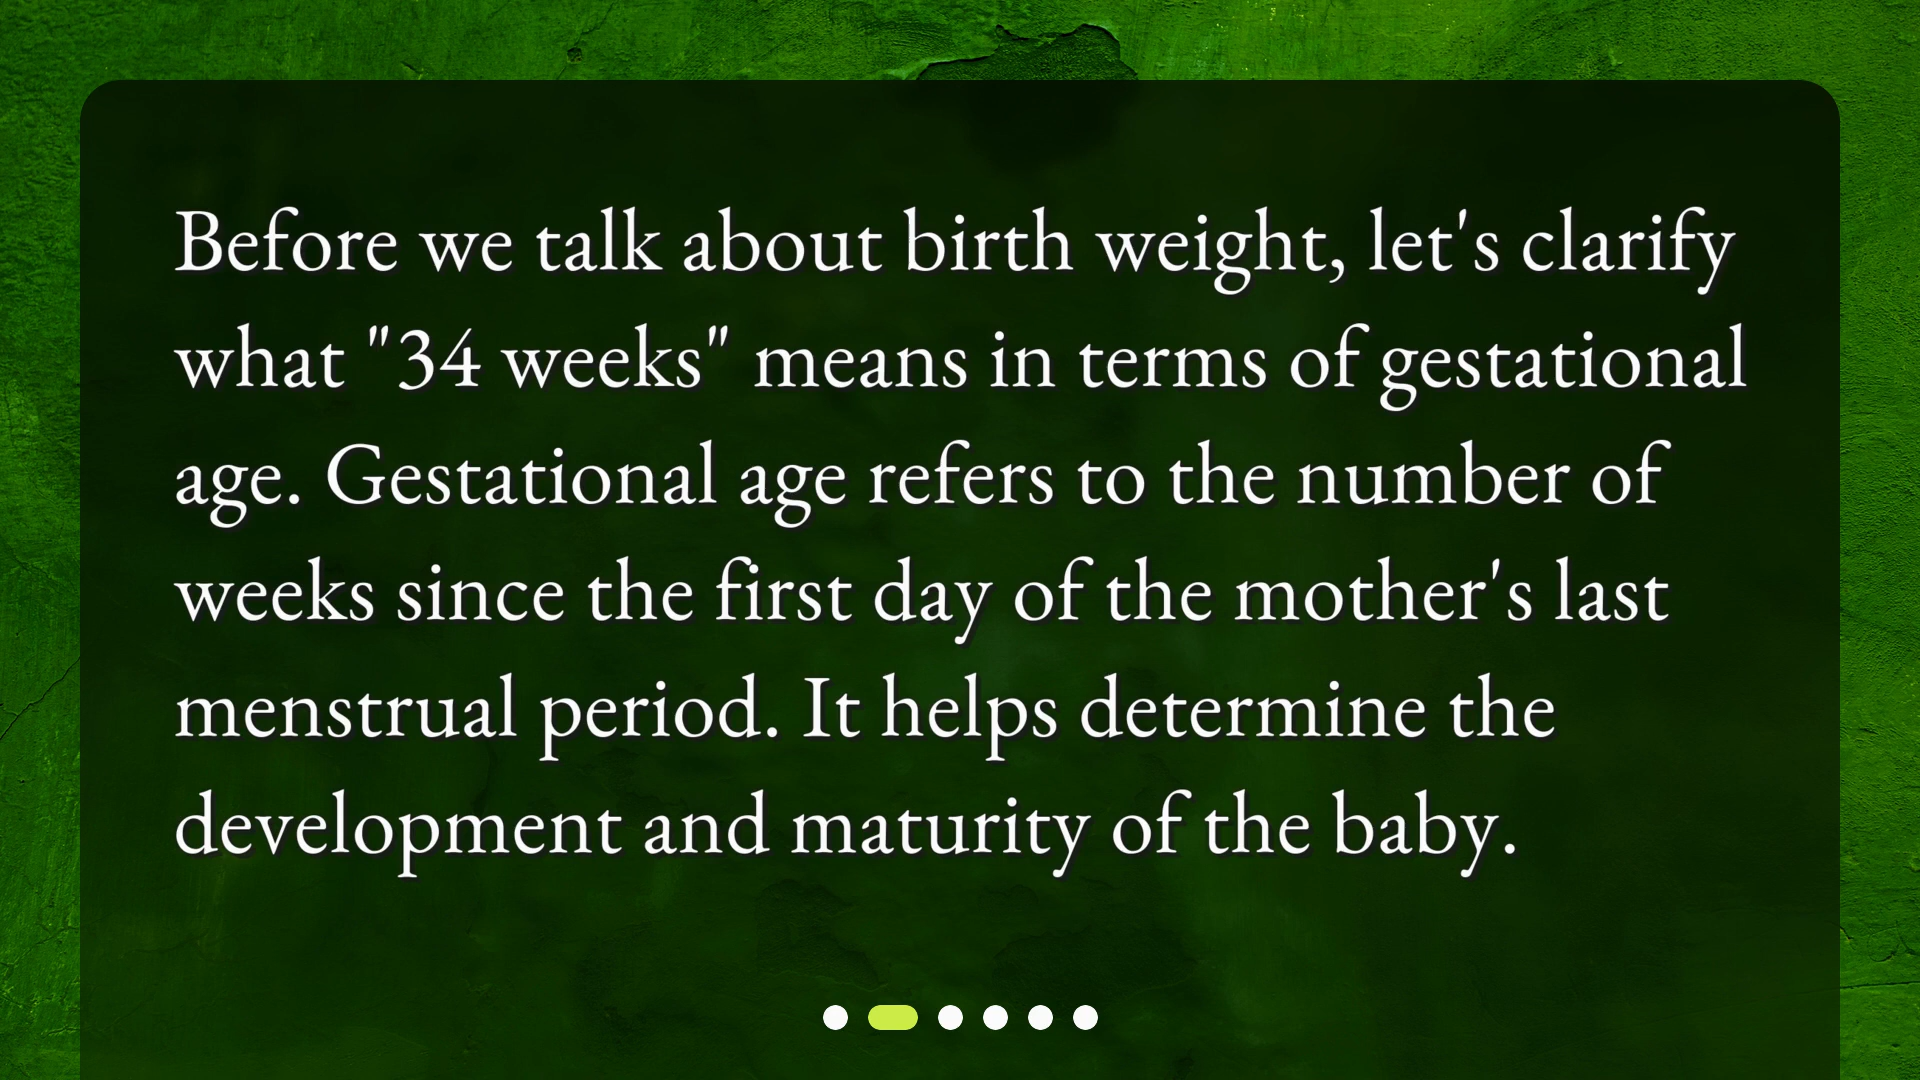 Before we talk about birth weight, let's clarify
what "34 weeks" means in terms of gestational
age. Gestational age refers to the number of
weeks since the first day of the mother's last
menstrual period. It helps determine the
development and maturity of the baby.